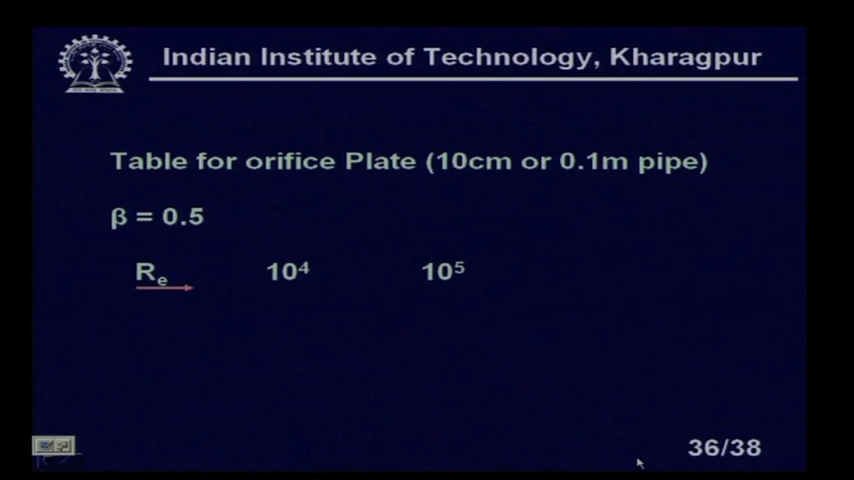 Indian Institute of Technology, Kharagpur
Table for orifice Plate (10cm or 0.1m pipe)
β = 0.5
Rₑ 10⁴ 10⁵
36/38